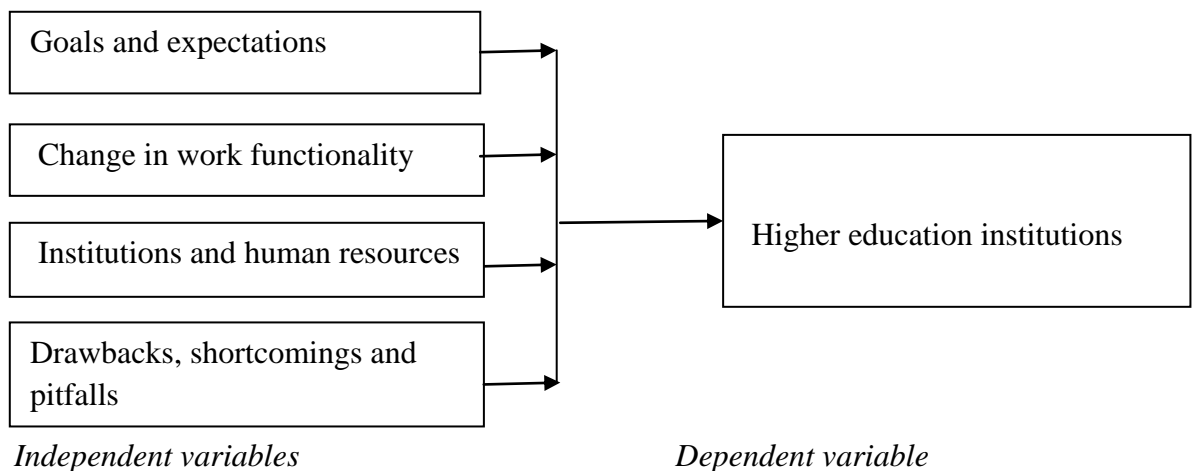 Goals and expectations
Change in work functionality
Institutions and human resources
Drawbacks, shortcomings and
pitfalls
Higher education institutions
Independent variables
Dependent variable